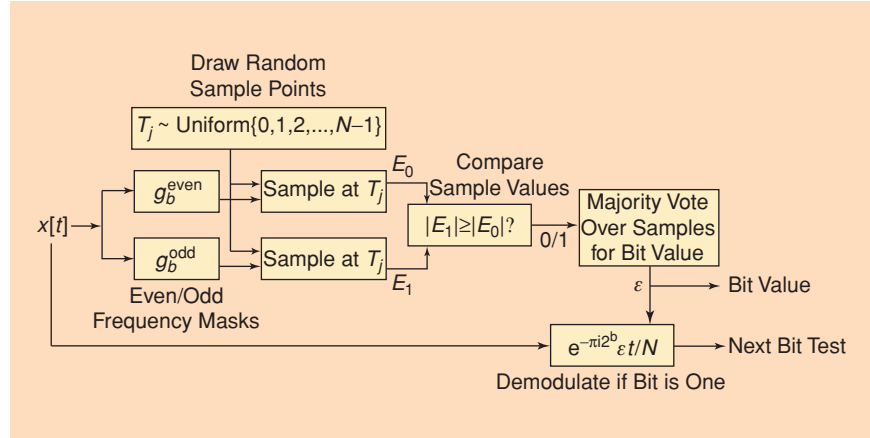 Draw Random
Sample Points
T_j ~ Uniform{0,1,2,...,N−1}
E_0
Compare
Sample Values
g_b^even
Sample at T_j
Majority Vote
Over Samples
for Bit Value
x[t]
|E_1|≥|E_0|?
0/1
g_b^odd
Sample at T_j
E_1
ε
Bit Value
Even/Odd
Frequency Masks
e^−πi2^b εt/N
Next Bit Test
Demodulate if Bit is One